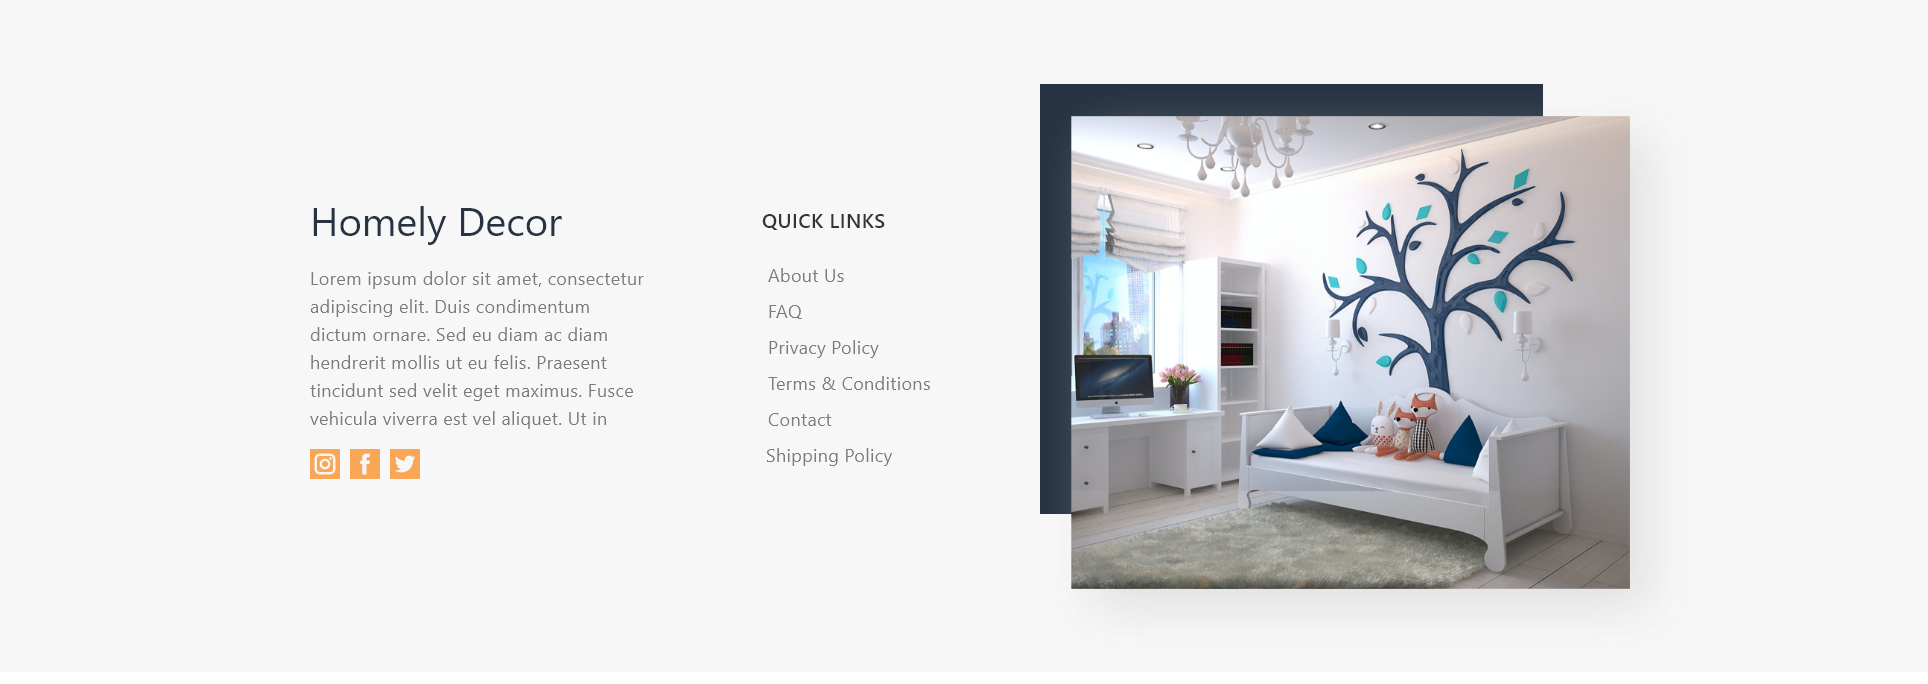 Homely Decor
Lorem ipsum dolor sit amet, consectetur
adipiscing elit. Duis condimentum
dictum ornare. Sed eu diam ac diam
hendrerit mollis ut eu felis. Praesent
tincidunt sed velit eget maximus. Fusce
vehicula viverra est vel aliquet. Ut in
QUICK LINKS
About Us
FAQ
Privacy Policy
Terms & Conditions
Contact
Shipping Policy